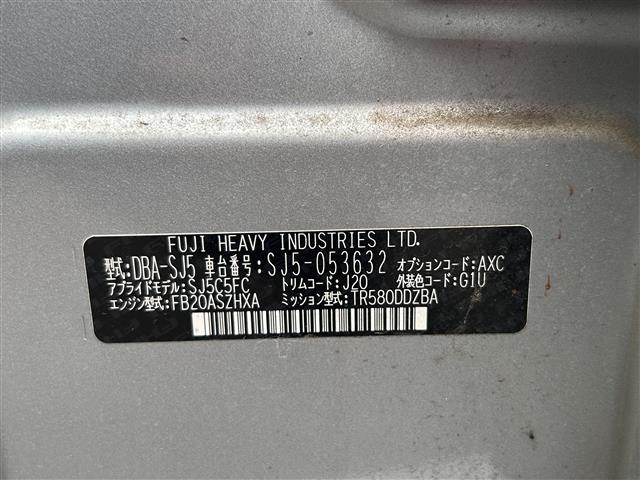 FUJI HEAVY INDUSTRIES LTD.
型式:DBA-SJ5 車台番号:SJ5-053632 オプションコード:AXC
アプライドモデル:SJ5C5FC トリムコード:J20 外装色コード:G1U
エンジン型式:FB20ASZHXA ミッション型式:TR580DDZBA